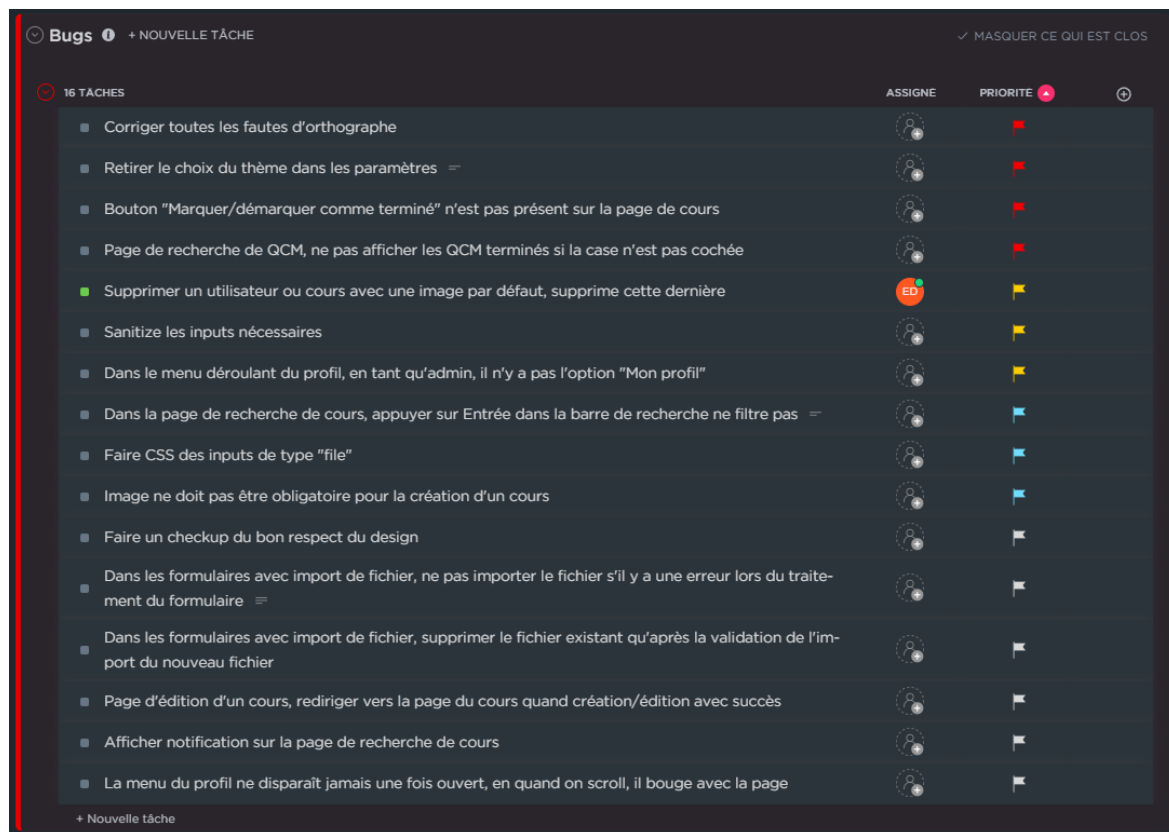 Bugs + NOUVELLE TÂCHE MASQUER CE QUI EST CLOS
16 TÂCHES ASSIGNÉ PRIORITÉ
Corriger toutes les fautes d'orthographe
Retirer le choix du thème dans les paramètres
Bouton "Marquer/démarquer comme terminé" n'est pas présent sur la page de cours
Page de recherche de QCM, ne pas afficher les QCM terminés si la case n'est pas cochée
Supprimer un utilisateur ou cours avec une image par défaut, supprime cette dernière ED
Sanitize les inputs nécessaires
Dans le menu déroulant du profil, en tant qu'admin, il n'y a pas l'option "Mon profil"
Dans la page de recherche de cours, appuyer sur Entrée dans la barre de recherche ne filtre pas
Faire CSS des inputs de type "file"
Image ne doit pas être obligatoire pour la création d'un cours
Faire un checkup du bon respect du design
Dans les formulaires avec import de fichier, ne pas importer le fichier s'il y a une erreur lors du traite-
ment du formulaire
Dans les formulaires avec import de fichier, supprimer le fichier existant qu'après la validation de l'im-
port du nouveau fichier
Page d'édition d'un cours, rediriger vers la page du cours quand création/édition avec succès
Afficher notification sur la page de recherche de cours
La menu du profil ne disparaît jamais une fois ouvert, en quand on scroll, il bouge avec la page
+ Nouvelle tâche